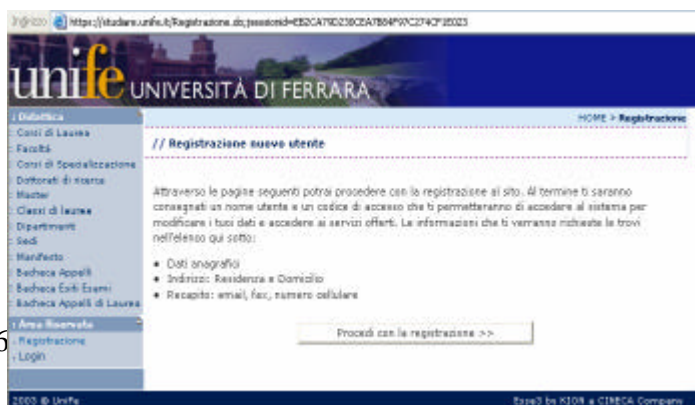 Indirizzo https://studiare.unife.it/Registrazione.do;jsessionid=
unife UNIVERSITÀ DI FERRARA
Didattica
Corsi di Laurea
Facoltà
Corsi di Specializzazione
Dottorati di ricerca
Master
Classi di laurea
Dipartimenti
Sedi
Manifesto
Bacheca Appelli
Bacheca Esiti Esami
Bacheca Appelli di Laurea
Area Riservata
Registrazione
Login
HOME > Registrazione
// Registrazione nuovo utente
Attraverso le pagine seguenti potrai procedere con la registrazione al sito. Al termine ti saranno
consegnati un nome utente e un codice di accesso che ti permetteranno di accedere al sistema per
modificare i tuoi dati e accedere ai servizi offerti. Le informazioni che ti verranno richieste le trovi
nell'elenco qui sotto:
• Dati anagrafici
• Indirizzi: Residenza e Domicilio
• Recapito: email, fax, numero cellulare
Procedi con la registrazione >>
6
2003 © UniFe
Esse3 by KION a CINECA Company